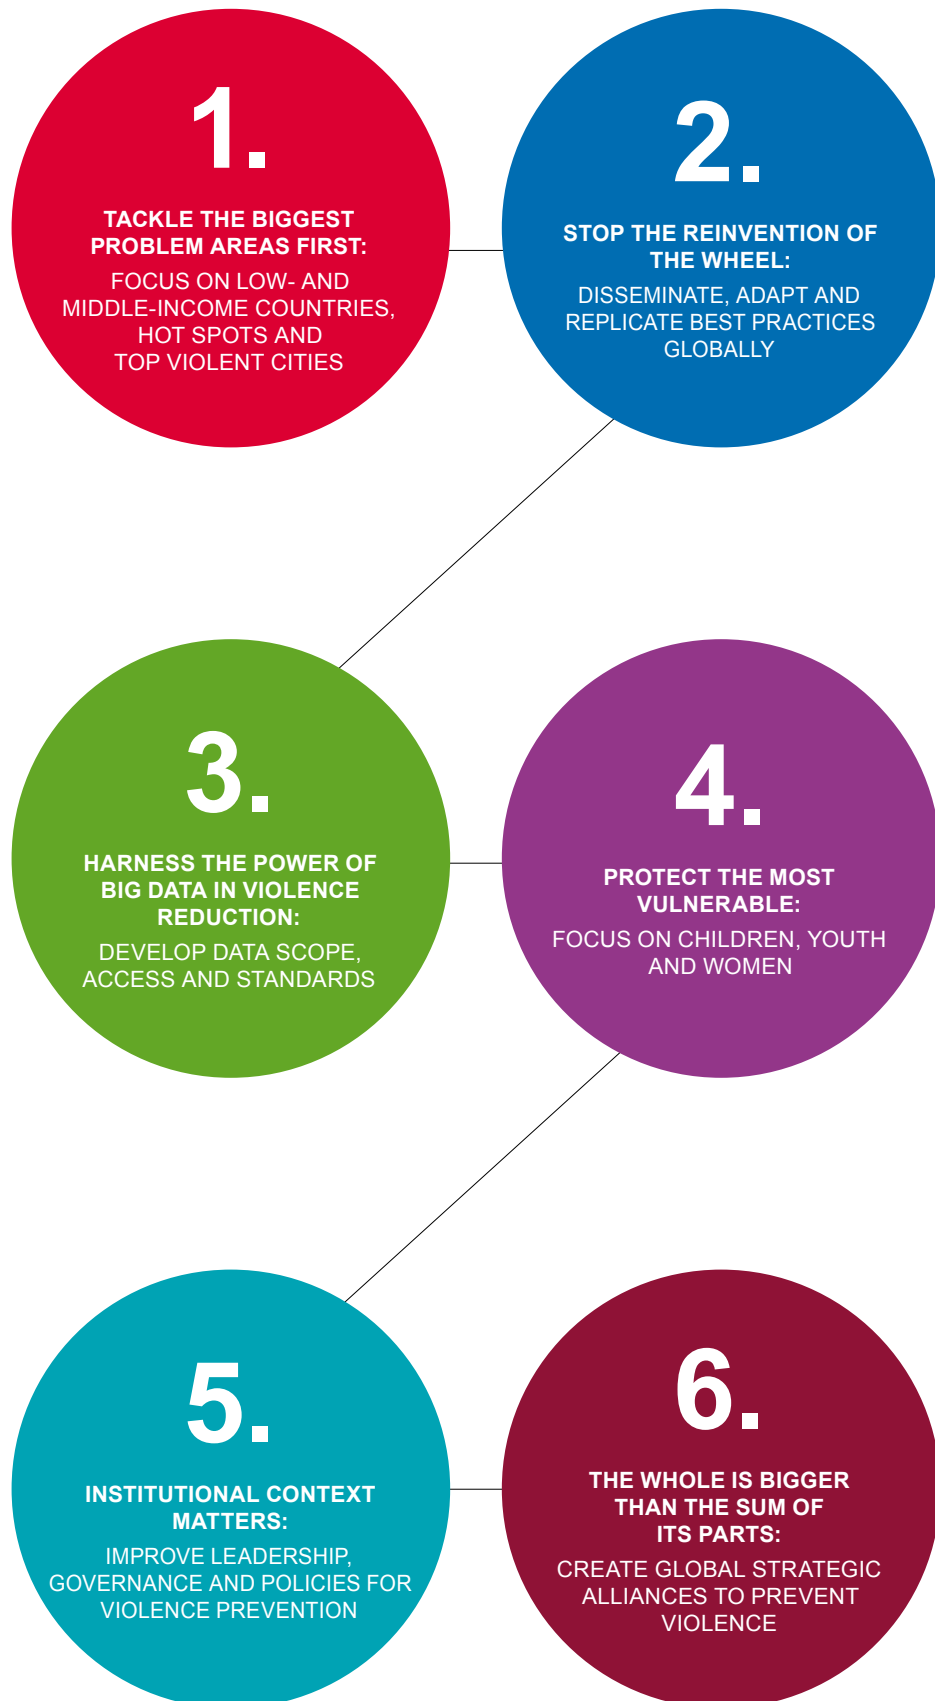 1.
TACKLE THE BIGGEST
PROBLEM AREAS FIRST:
FOCUS ON LOW- AND
MIDDLE-INCOME COUNTRIES,
HOT SPOTS AND
TOP VIOLENT CITIES
2.
STOP THE REINVENTION OF
THE WHEEL:
DISSEMINATE, ADAPT AND
REPLICATE BEST PRACTICES
GLOBALLY
3.
HARNESS THE POWER OF
BIG DATA IN VIOLENCE
REDUCTION:
DEVELOP DATA SCOPE,
ACCESS AND STANDARDS
4.
PROTECT THE MOST
VULNERABLE:
FOCUS ON CHILDREN, YOUTH
AND WOMEN
5.
INSTITUTIONAL CONTEXT
MATTERS:
IMPROVE LEADERSHIP,
GOVERNANCE AND POLICIES FOR
VIOLENCE PREVENTION
6.
THE WHOLE IS BIGGER
THAN THE SUM OF
ITS PARTS:
CREATE GLOBAL STRATEGIC
ALLIANCES TO PREVENT
VIOLENCE